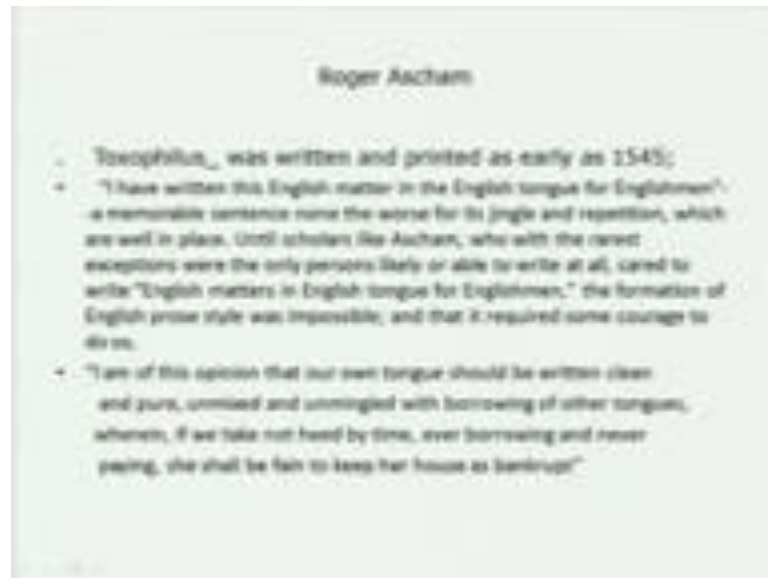 Roger Ascham
. Toxophilus_ was written and printed as early as 1545;
• "I have written this English matter in the English tongue for Englishmen"-
-a memorable sentence none the worse for its jingle and repetition, which
are well in place. Until scholars like Ascham, who with the rarest
exceptions were the only persons likely or able to write at all, cared to
write "English matters in English tongue for Englishmen," the formation of
English prose style was impossible; and that it required some courage to
do so,
• "I am of this opinion that our own tongue should be written clean
and pure, unmixed and unmingled with borrowing of other tongues,
wherein, if we take not heed by time, ever borrowing and never
paying, she shall be fain to keep her house as bankrupt"